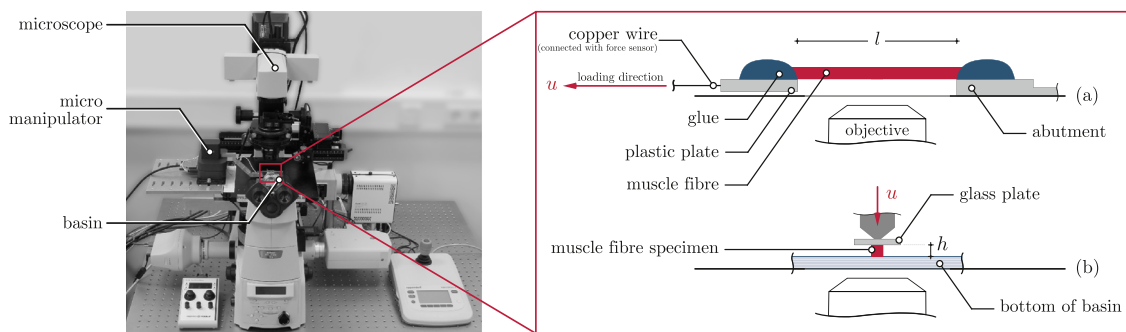 microscope
micro
manipulator
basin
copper wire
(connected with force sensor)
l
u
loading direction
(a)
glue
objective
abutment
plastic plate
muscle fibre
u
glass plate
muscle fibre specimen
h
(b)
bottom of basin